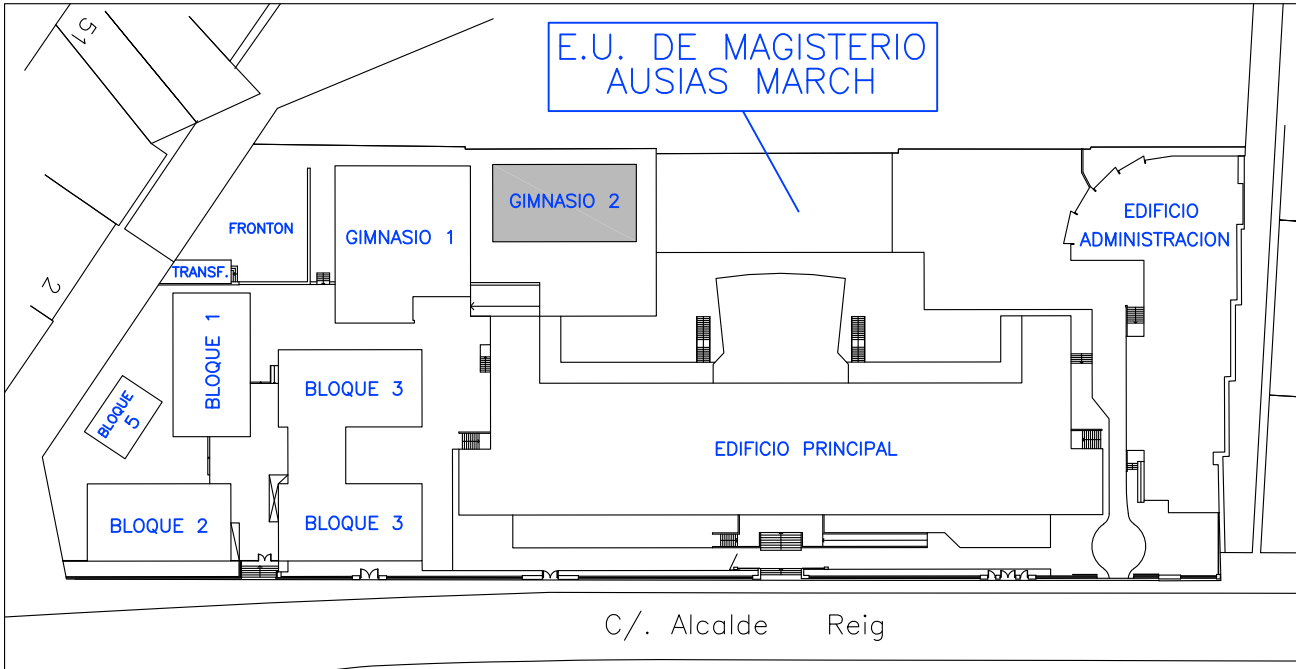 51
E.U. DE MAGISTERIO
AUSIAS MARCH
GIMNASIO 2
EDIFICIO
ADMINISTRACION
FRONTON
GIMNASIO 1
TRANSF.
21
BLOQUE 1
BLOQUE 3
BLOQUE
5
EDIFICIO PRINCIPAL
BLOQUE 2
BLOQUE 3
C/. Alcalde Reig